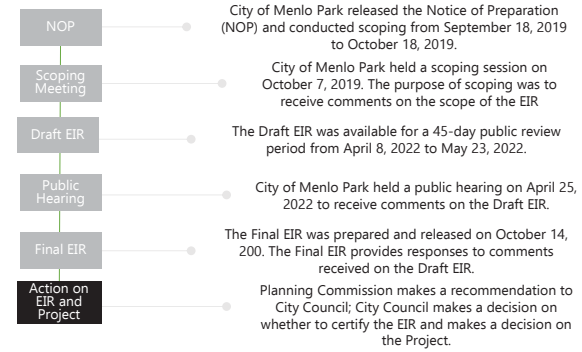 NOP
City of Menlo Park released the Notice of Preparation
(NOP) and conducted scoping from September 18, 2019
to October 18, 2019.
Scoping
Meeting
City of Menlo Park held a scoping session on
October 7, 2019. The purpose of scoping was to
receive comments on the scope of the EIR
Draft EIR
The Draft EIR was available for a 45-day public review
period from April 8, 2022 to May 23, 2022.
Public
Hearing
City of Menlo Park held a public hearing on April 25,
2022 to receive comments on the Draft EIR.
Final EIR
The Final EIR was prepared and released on October 14,
200. The Final EIR provides responses to comments
received on the Draft EIR.
Action on
EIR and
Project
Planning Commission makes a recommendation to
City Council; City Council makes a decision on
whether to certify the EIR and makes a decision on
the Project.